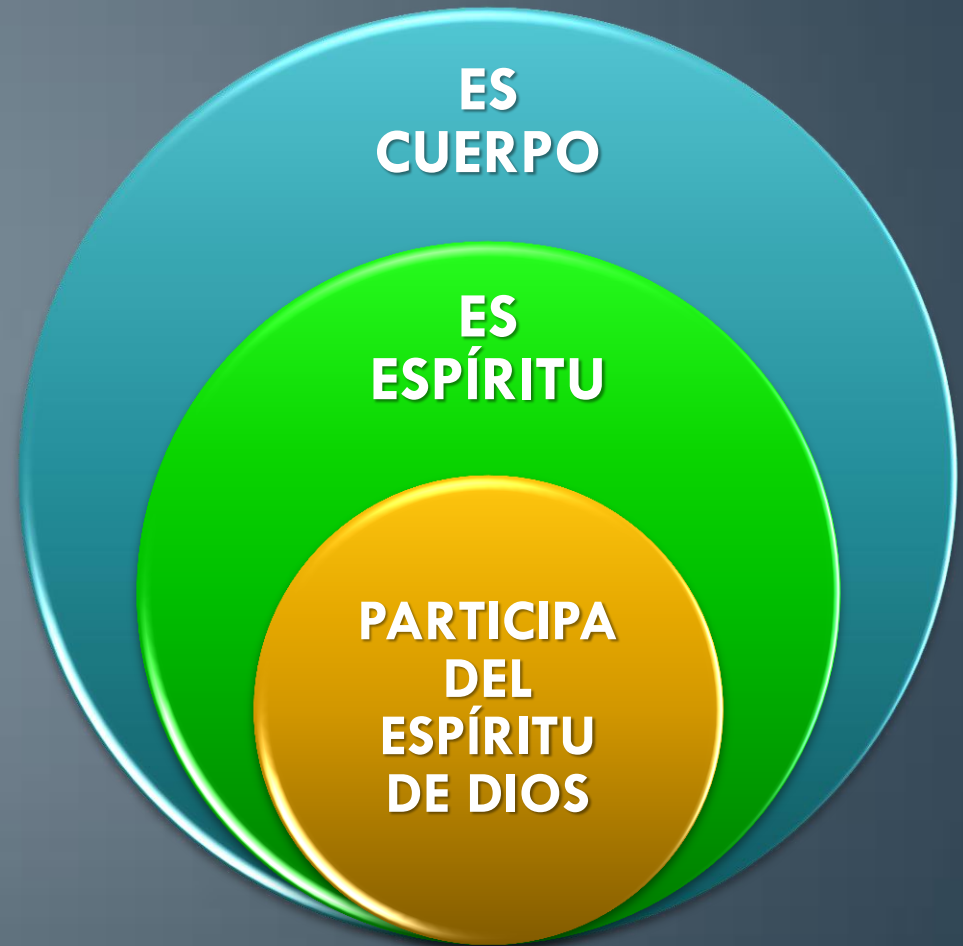 ES
CUERPO
ES
ESPÍRITU
PARTICIPA
DEL
ESPÍRITU
DE DIOS